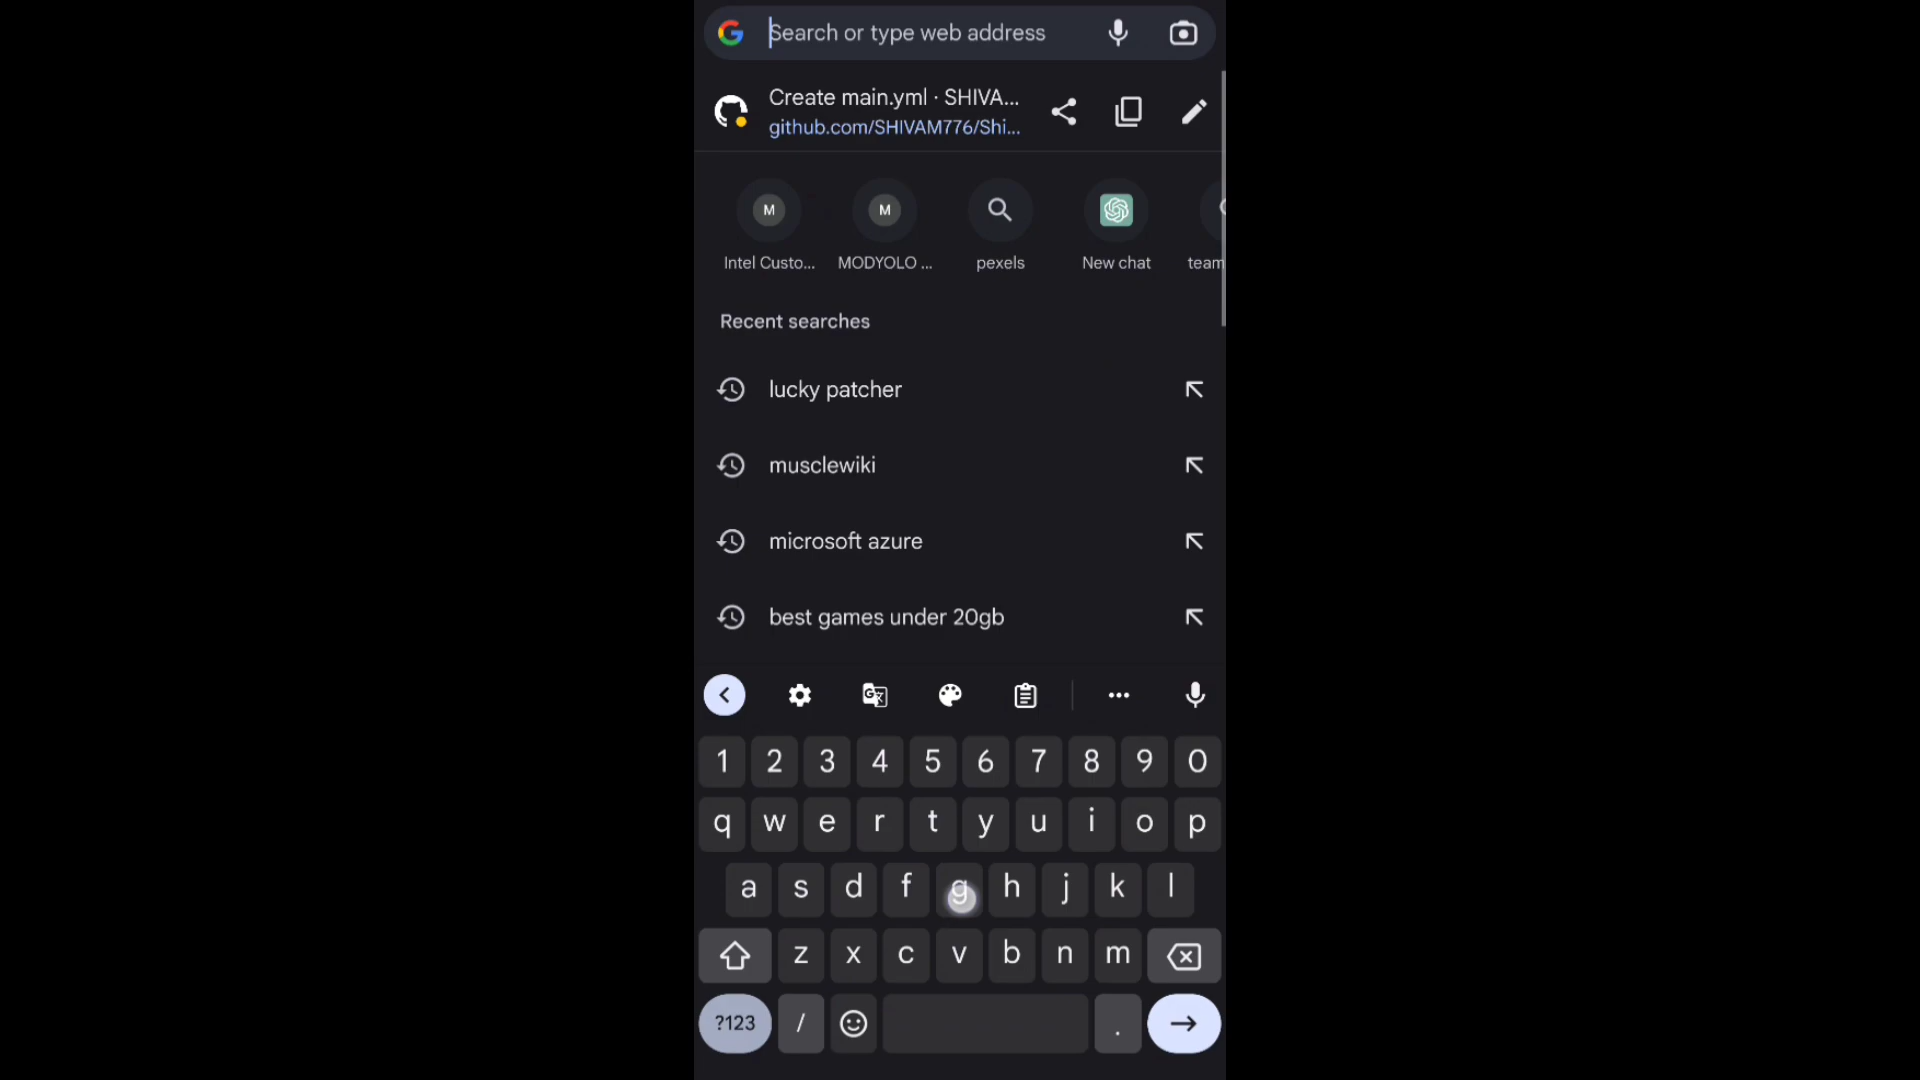 Search or type web address
Create main.yml · SHIVA...
github.com/SHIVAM776/Shi...
M M
Intel Custo... MODYOLO ... pexels New chat team
Recent searches
lucky patcher
musclewiki
microsoft azure
best games under 20gb
1 2 3 4 5 6 7 8 9 0
q w e r t y u i o p
a s d f g h j k l
z x c v b n m
?123 / .